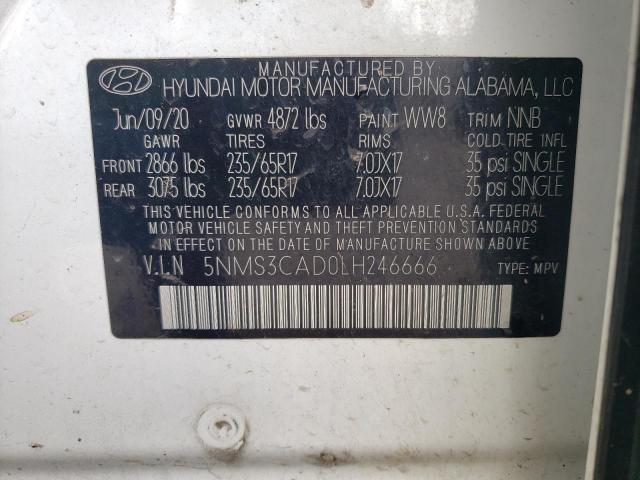 MANUFACTURED BY
HYUNDAI MOTOR MANUFACTURING ALABAMA, LLC
Jun/09/20 GVWR 4872 lbs PAINT WW8 TRIM NNB
GAWR TIRES RIMS COLD TIRE INFL
FRONT 2866 lbs 235/65R17 7.0JX17 35 psi SINGLE
REAR 3075 lbs 235/65R17 7.0JX17 35 psi SINGLE
THIS VEHICLE CONFORMS TO ALL APPLICABLE U.S.A. FEDERAL
MOTOR VEHICLE SAFETY AND THEFT PREVENTION STANDARDS
IN EFFECT ON THE DATE OF MANUFACTURE SHOWN ABOVE
V.I.N 5NMS3CAD0LH246666 TYPE: MPV